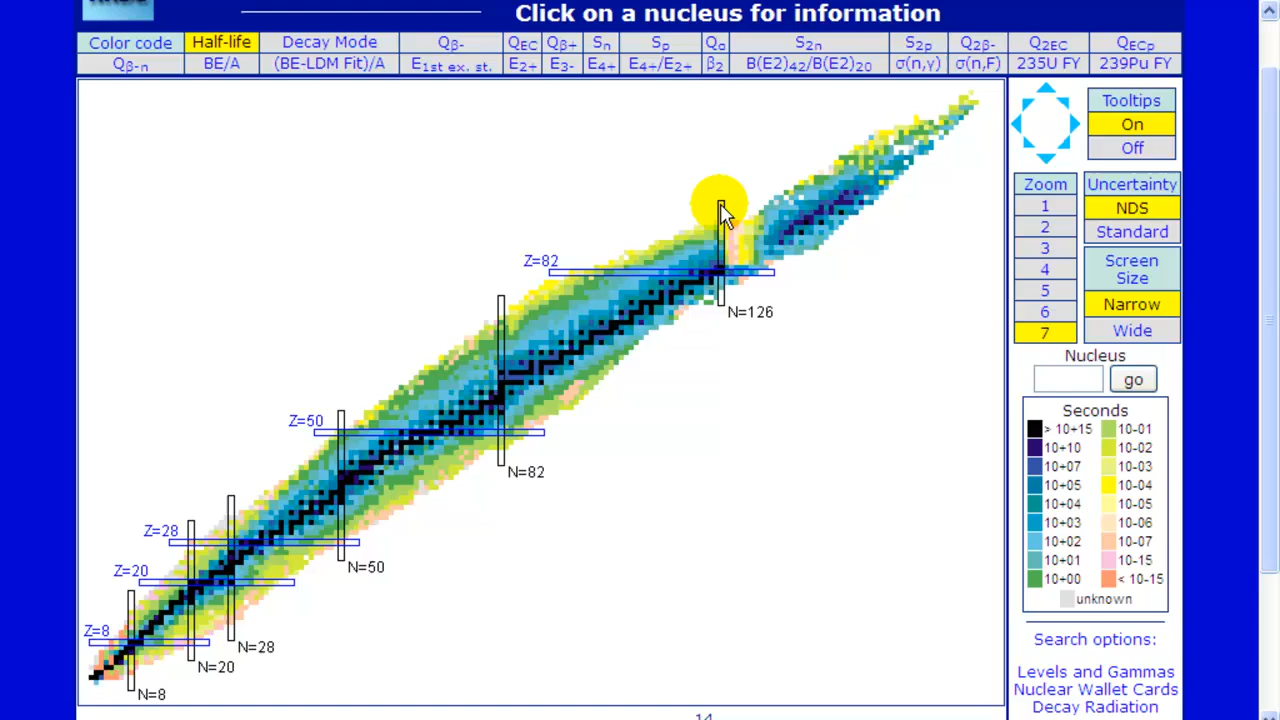 Click on a nucleus for information
Color code Half-life Decay Mode Qβ- QEC Qβ+ Sn Sp Qα S2n S2p Q2β- Q2EC QECp
Qβ-n BE/A (BE-LDM Fit)/A E1st ex. st. E2+ E3- E4+ E4+/E2+ β2 B(E2)42/B(E2)20 σ(n,γ) σ(n,F) 235U FY 239Pu FY
Tooltips
On
Off
Zoom
1
2
3
4
5
6
7
Uncertainty
NDS
Standard
Screen
Size
Narrow
Wide
Nucleus
go
Seconds
> 10+15 10-01
10+10 10-02
10+07 10-03
10+05 10-04
10+04 10-05
10+03 10-06
10+02 10-07
10+01 10-15
10+00 < 10-15
unknown
Search options:
Levels and Gammas
Nuclear Wallet Cards
Decay Radiation
Z=82
N=126
Z=50
N=82
Z=28
N=50
Z=20
Z=8
N=28
N=20
N=8